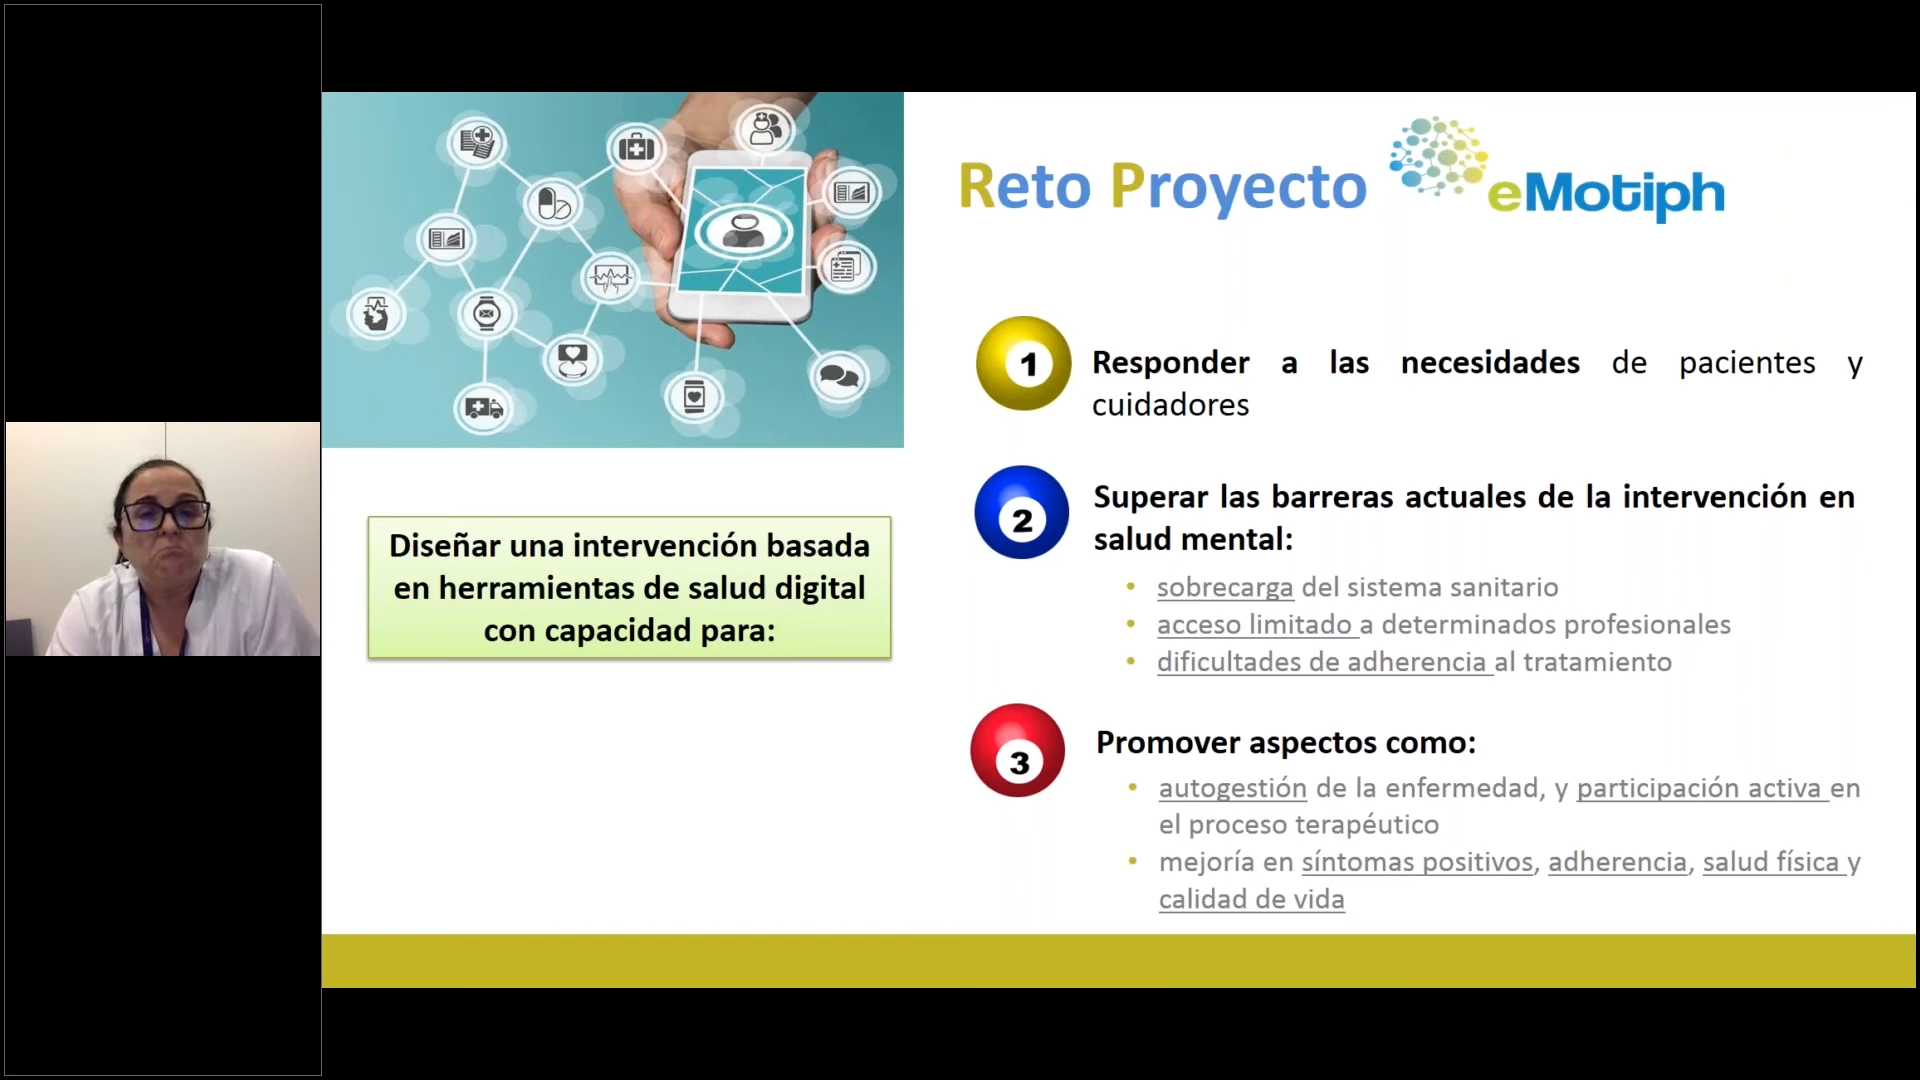 Reto Proyecto eMotiph
Diseñar una intervención basada
en herramientas de salud digital
con capacidad para:
1 Responder a las necesidades de pacientes y
cuidadores
2 Superar las barreras actuales de la intervención en
salud mental:
• sobrecarga del sistema sanitario
• acceso limitado a determinados profesionales
• dificultades de adherencia al tratamiento
3 Promover aspectos como:
• autogestión de la enfermedad, y participación activa en
el proceso terapéutico
• mejoría en síntomas positivos, adherencia, salud física y
calidad de vida